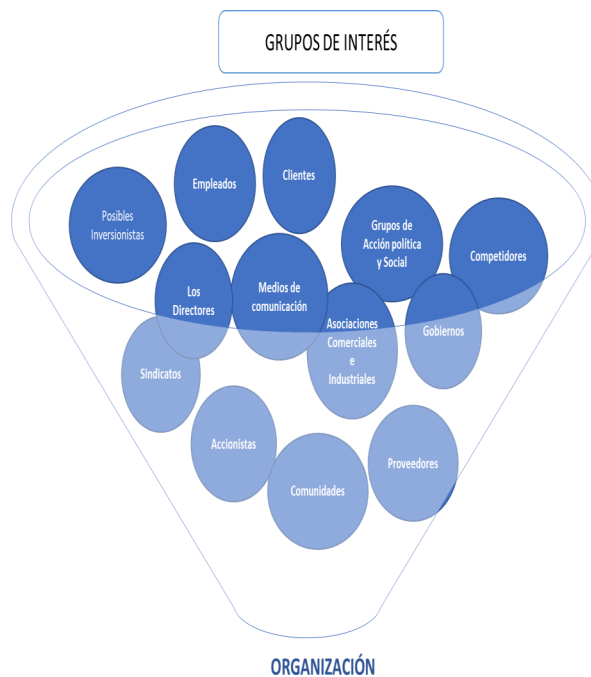 GRUPOS DE INTERÉS
Empleados
Clientes
Posibles
Inversionistas
Grupos de
Acción política
y Social
Competidores
Los
Directores
Medios de
comunicación
Asociaciones
Comerciales
e
Industriales
Gobiernos
Sindicatos
Accionistas
Comunidades
Proveedores
ORGANIZACIÓN